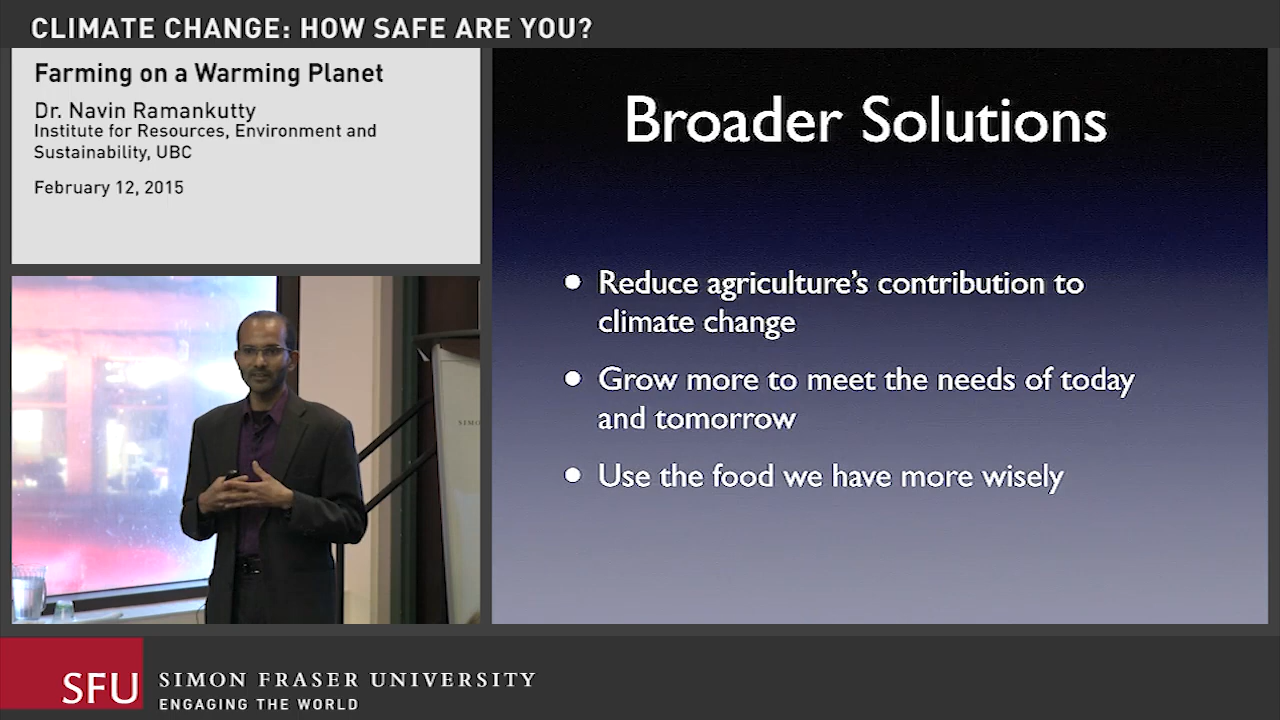 CLIMATE CHANGE: HOW SAFE ARE YOU?
Farming on a Warming Planet
Dr. Navin Ramankutty
Institute for Resources, Environment and
Sustainability, UBC
February 12, 2015
Broader Solutions
• Reduce agriculture’s contribution to
climate change
• Grow more to meet the needs of today
and tomorrow
• Use the food we have more wisely
SIMO
SFU
SIMON FRASER UNIVERSITY
ENGAGING THE WORLD